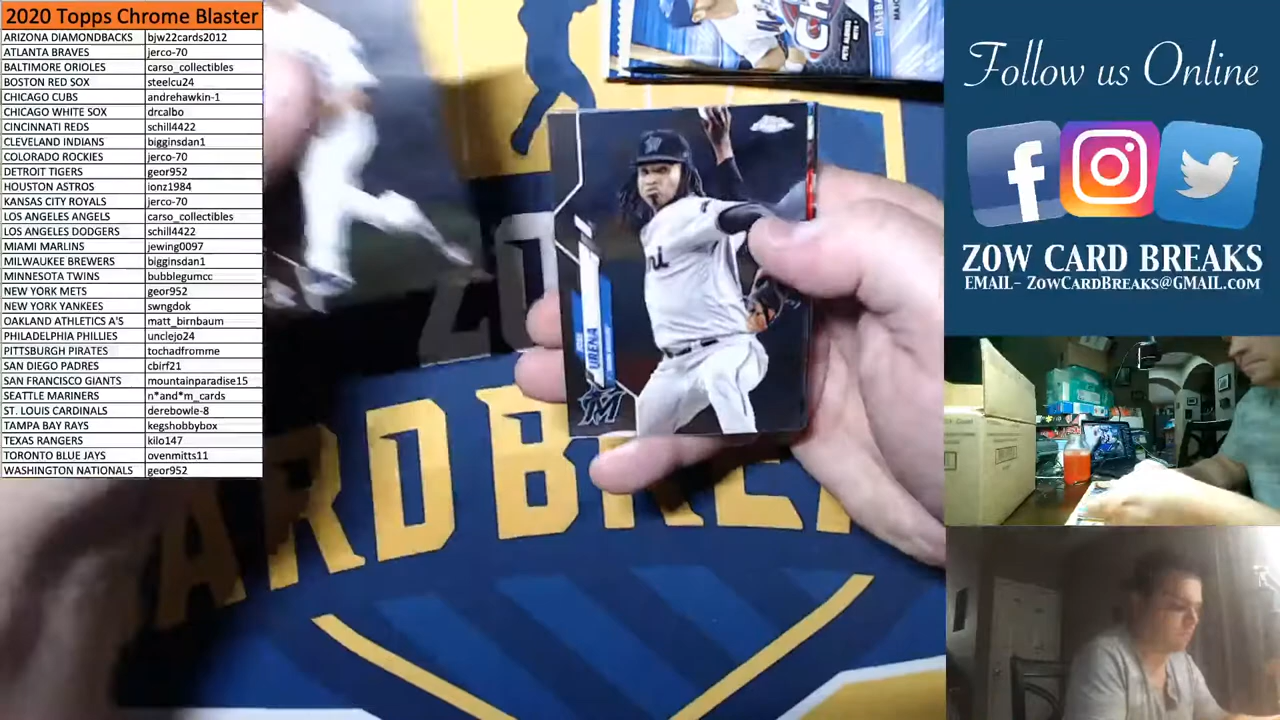 2020 Topps Chrome Blaster
ARIZONA DIAMONDBACKS bjw22cards2012
ATLANTA BRAVES jerco-70
BALTIMORE ORIOLES carso_collectibles
BOSTON RED SOX steelcu24
CHICAGO CUBS andrehawkin-1
CHICAGO WHITE SOX drcalbo
CINCINNATI REDS schill4422
CLEVELAND INDIANS bigginsdan1
COLORADO ROCKIES jerco-70
DETROIT TIGERS geor952
HOUSTON ASTROS ionz1984
KANSAS CITY ROYALS jerco-70
LOS ANGELES ANGELS carso_collectibles
LOS ANGELES DODGERS schill4422
MIAMI MARLINS jewing0097
MILWAUKEE BREWERS bigginsdan1
MINNESOTA TWINS bubblegumcc
NEW YORK METS geor952
NEW YORK YANKEES swngdok
OAKLAND ATHLETICS A'S matt_birnbaum
PHILADELPHIA PHILLIES unclejo24
PITTSBURGH PIRATES tochadfromme
SAN DIEGO PADRES cbirf21
SAN FRANCISCO GIANTS mountainparadise15
SEATTLE MARINERS n*and*m_cards
ST. LOUIS CARDINALS derebowle-8
TAMPA BAY RAYS kegshobbybox
TEXAS RANGERS kilo147
TORONTO BLUE JAYS ovenmitts11
WASHINGTON NATIONALS geor952
JOSE
URENA
ZO
ARD BRE
Follow us Online
ZOW CARD BREAKS
EMAIL- ZowCardBreaks@gmail.com